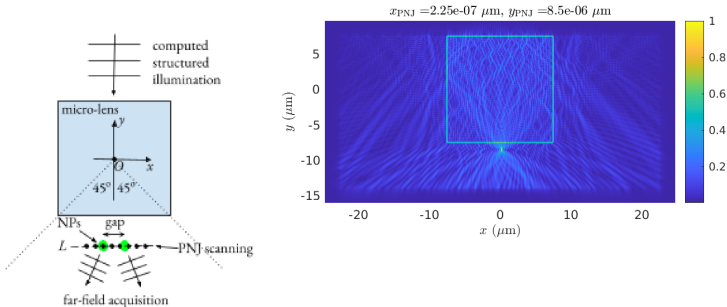 computed
structured
illumination
micro-lens
y
x
O
45° 45°
NPs
gap
L
PNJ scanning
far-field acquisition
x_PNJ =2.25e-07 μm, y_PNJ =8.5e-06 μm
5
0
-5
-10
-15
y (μm)
-20 -10 0 10 20
x (μm)
1
0.8
0.6
0.4
0.2